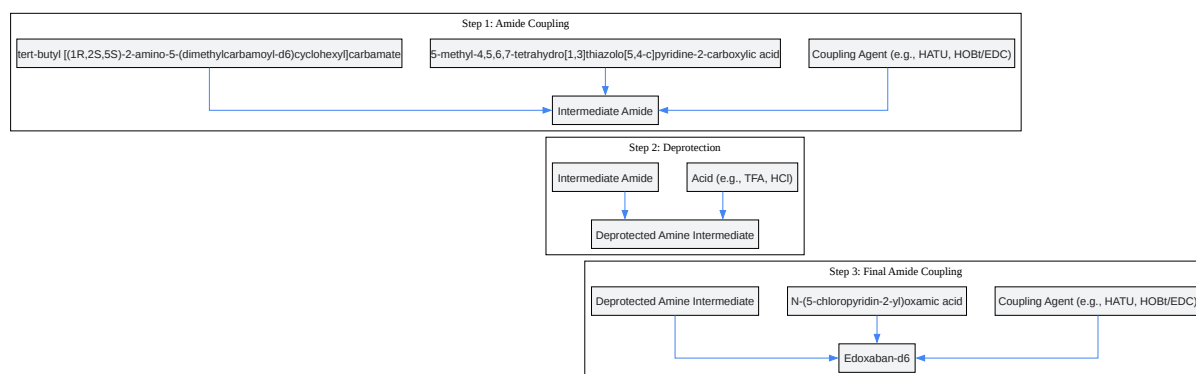 Step 1: Amide Coupling
tert-butyl [(1R,2S,5S)-2-amino-5-(dimethylcarbamoyl-d6)cyclohexyl]carbamate
5-methyl-4,5,6,7-tetrahydro[1,3]thiazolo[5,4-c]pyridine-2-carboxylic acid
Coupling Agent (e.g., HATU, HOBt/EDC)
Intermediate Amide
Step 2: Deprotection
Intermediate Amide
Acid (e.g., TFA, HCl)
Deprotected Amine Intermediate
Step 3: Final Amide Coupling
Deprotected Amine Intermediate
N-(5-chloropyridin-2-yl)oxamic acid
Coupling Agent (e.g., HATU, HOBt/EDC)
Edoxaban-d6